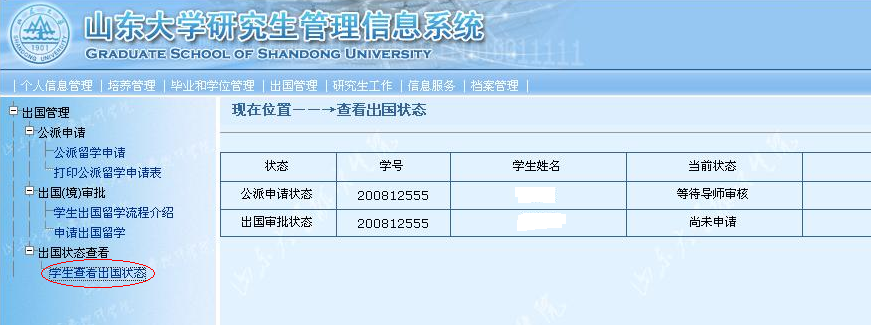 山东大学研究生管理信息系统
GRADUATE SCHOOL OF SHANDONG UNIVERSITY
1901
| 个人信息管理 | 培养管理 | 毕业和学位管理 | 出国管理 | 研究生工作 | 信息服务 | 档案管理 |
出国管理
公派申请
公派留学申请
打印公派留学申请表
出国(境)审批
学生出国留学流程介绍
申请出国留学
出国状态查看
学生查看出国状态
现在位置－－→查看出国状态
状态 学号 学生姓名 当前状态
公派申请状态 200812555 等待导师审核
出国审批状态 200812555 尚未申请